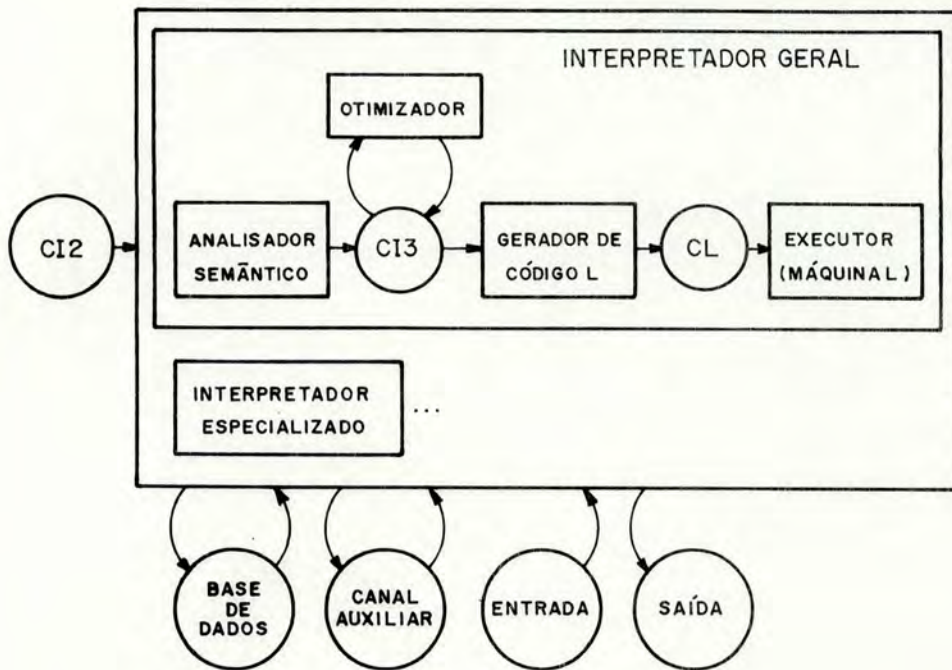 INTERPRETADOR GERAL
OTIMIZADOR
CI2
ANALISADOR
SEMÂNTICO
CI3
GERADOR DE
CÓDIGO L
CL
EXECUTOR
(MÁQUINA L)
INTERPRETADOR
ESPECIALIZADO
...
BASE
DE
DADOS
CANAL
AUXILIAR
ENTRADA
SAÍDA